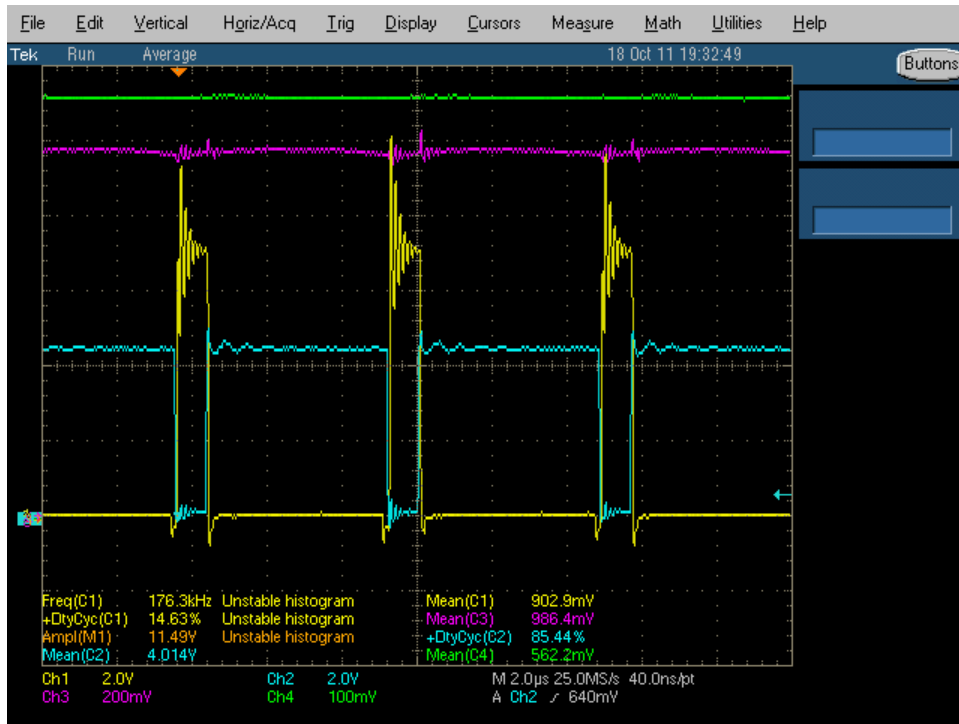 File Edit Vertical Horiz/Acq Trig Display Cursors Measure Math Utilities Help
Tek Run Average 18 Oct 11 19:32:49 Buttons
Freq(C1) 176.3kHz Unstable histogram Mean(C1) 902.9mV
+DtyCyc(C1) 14.63% Unstable histogram Mean(C3) 986.4mV
Ampl(M1) 11.49V Unstable histogram +DtyCyc(C2) 85.44%
Mean(C2) 4.014V Mean(C4) 562.2mV
Ch1 2.0V Ch2 2.0V M 2.0µs 25.0MS/s 40.0ns/pt
Ch3 200mV Ch4 100mV A Ch2 ∕ 640mV